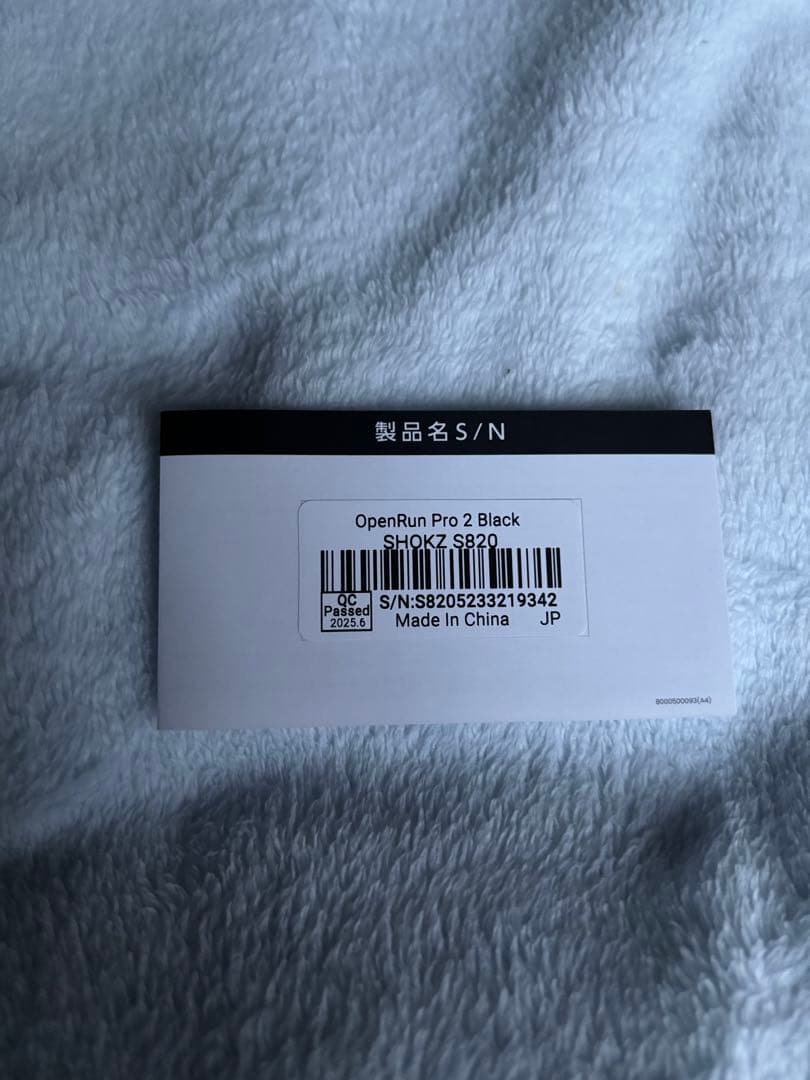 製品名S/N
OpenRun Pro 2 Black
SHOKZ S820
QC
Passed
2025.6
S/N:S8205233219342
Made In China JP
8000500093(A4)